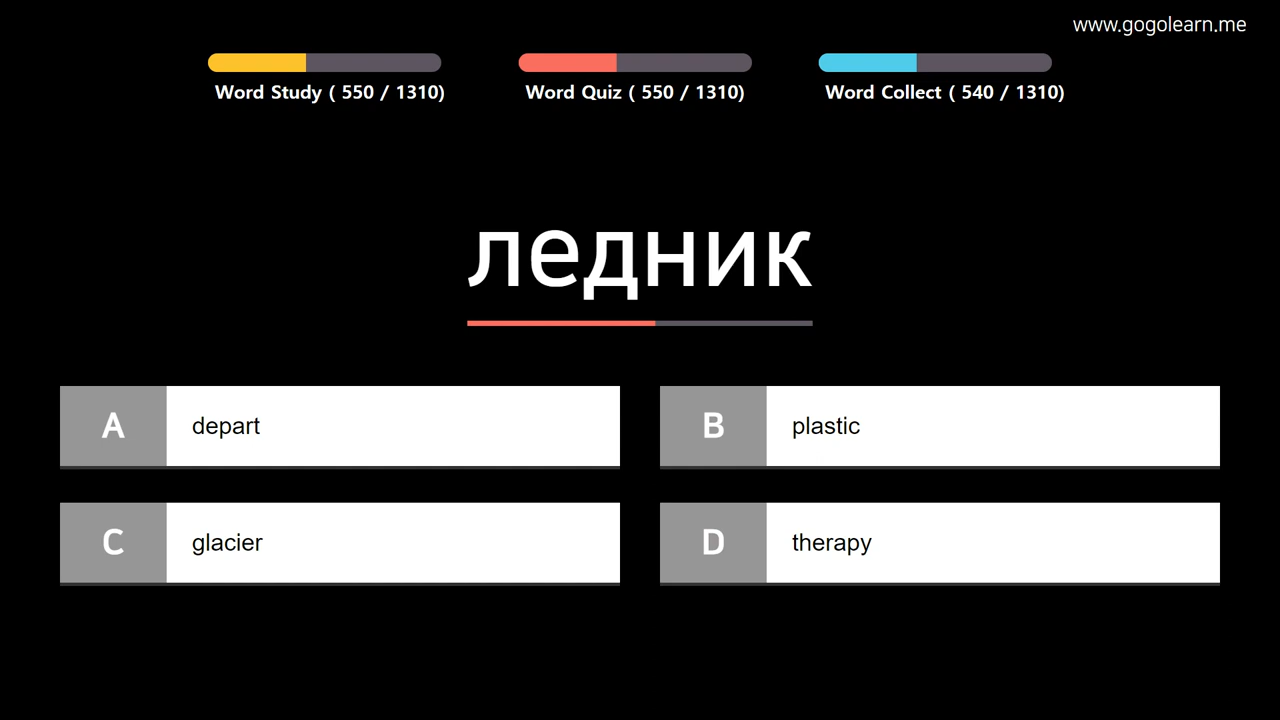 www.gogolearn.me
Word Study ( 550 / 1310)
Word Quiz ( 550 / 1310)
Word Collect ( 540 / 1310)
ледник
A
depart
B
plastic
C
glacier
D
therapy